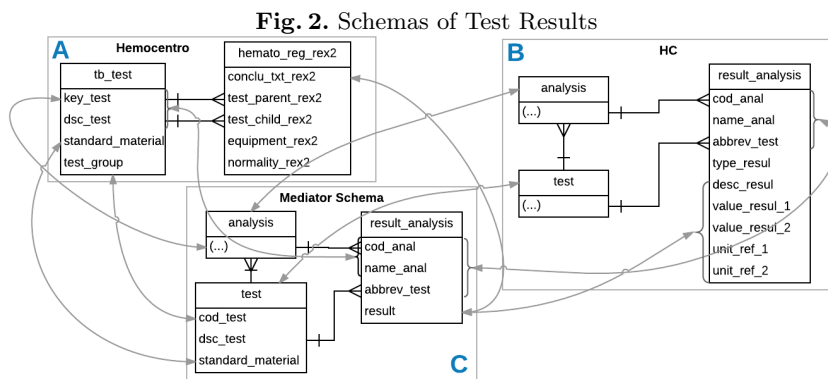 Fig. 2. Schemas of Test Results
A
Hemocentro
tb_test
key_test
dsc_test
standard_material
test_group
hemato_reg_rex2
conclu_txt_rex2
test_parent_rex2
test_child_rex2
equipment_rex2
normality_rex2
B
HC
analysis
(...)
test
(...)
result_analysis
cod_anal
name_anal
abbrev_test
type_resul
desc_resul
value_resul_1
value_resul_2
unit_ref_1
unit_ref_2
Mediator Schema
analysis
(...)
test
cod_test
dsc_test
standard_material
result_analysis
cod_anal
name_anal
abbrev_test
result
C